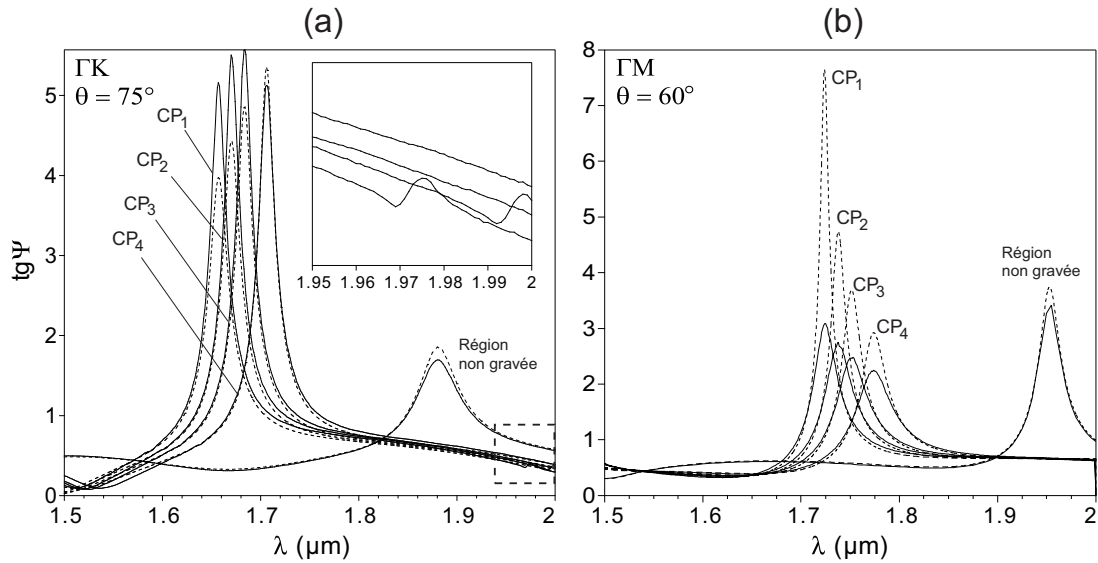 (a)
ΓK
θ = 75°
CP1
CP2
CP3
CP4
Région
non gravée
tgΨ
5
4
3
2
1
0
1.5
1.6
1.7
1.8
1.9
2
λ (µm)
1.95
1.96
1.97
1.98
1.99
2
(b)
ΓM
θ = 60°
CP1
CP2
CP3
CP4
Région
non gravée
8
7
6
5
4
3
2
1
0
1.5
1.6
1.7
1.8
1.9
2
λ (µm)